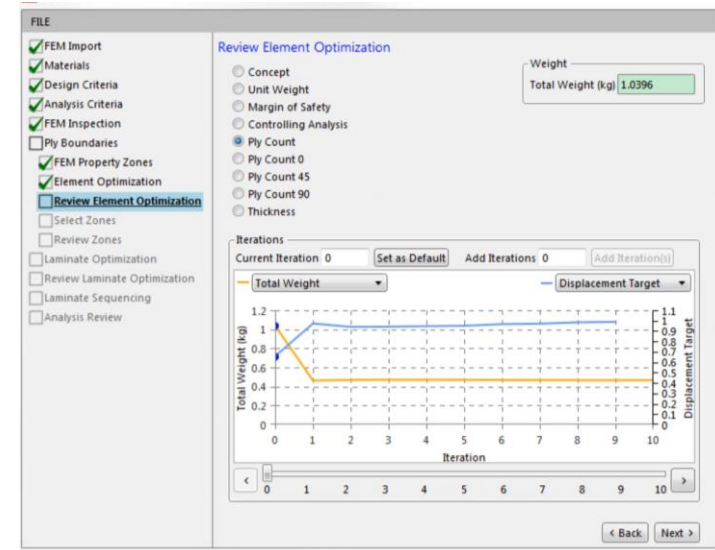 FILE
FEM Import
Materials
Design Criteria
Analysis Criteria
FEM Inspection
Ply Boundaries
FEM Property Zones
Element Optimization
Review Element Optimization
Select Zones
Review Zones
Laminate Optimization
Review Laminate Optimization
Laminate Sequencing
Analysis Review
Review Element Optimization
Concept
Unit Weight
Margin of Safety
Controlling Analysis
Ply Count
Ply Count 0
Ply Count 45
Ply Count 90
Thickness
Weight
Total Weight (kg) 1.0396
Iterations
Current Iteration 0 Set as Default Add Iterations 0 Add Iteration(s)
Total Weight Displacement Target
Total Weight (kg)
1.2
1
0.8
0.6
0.4
0.2
0
1.1
1
0.9
0.8
0.7
0.6
0.5
0.4
0.3
0.2
0.1
0
Displacement Target
0 1 2 3 4 5 6 7 8 9 10
Iteration
< 0 1 2 3 4 5 6 7 8 9 10 >
< Back Next >